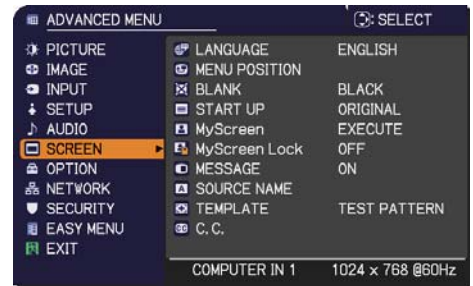 ADVANCED MENU : SELECT
PICTURE
IMAGE
INPUT
SETUP
AUDIO
SCREEN
OPTION
NETWORK
SECURITY
EASY MENU
EXIT
LANGUAGE ENGLISH
MENU POSITION
BLANK BLACK
START UP ORIGINAL
MyScreen EXECUTE
MyScreen Lock OFF
MESSAGE ON
SOURCE NAME
TEMPLATE TEST PATTERN
C.C.
COMPUTER IN 1 1024 x 768 @60Hz